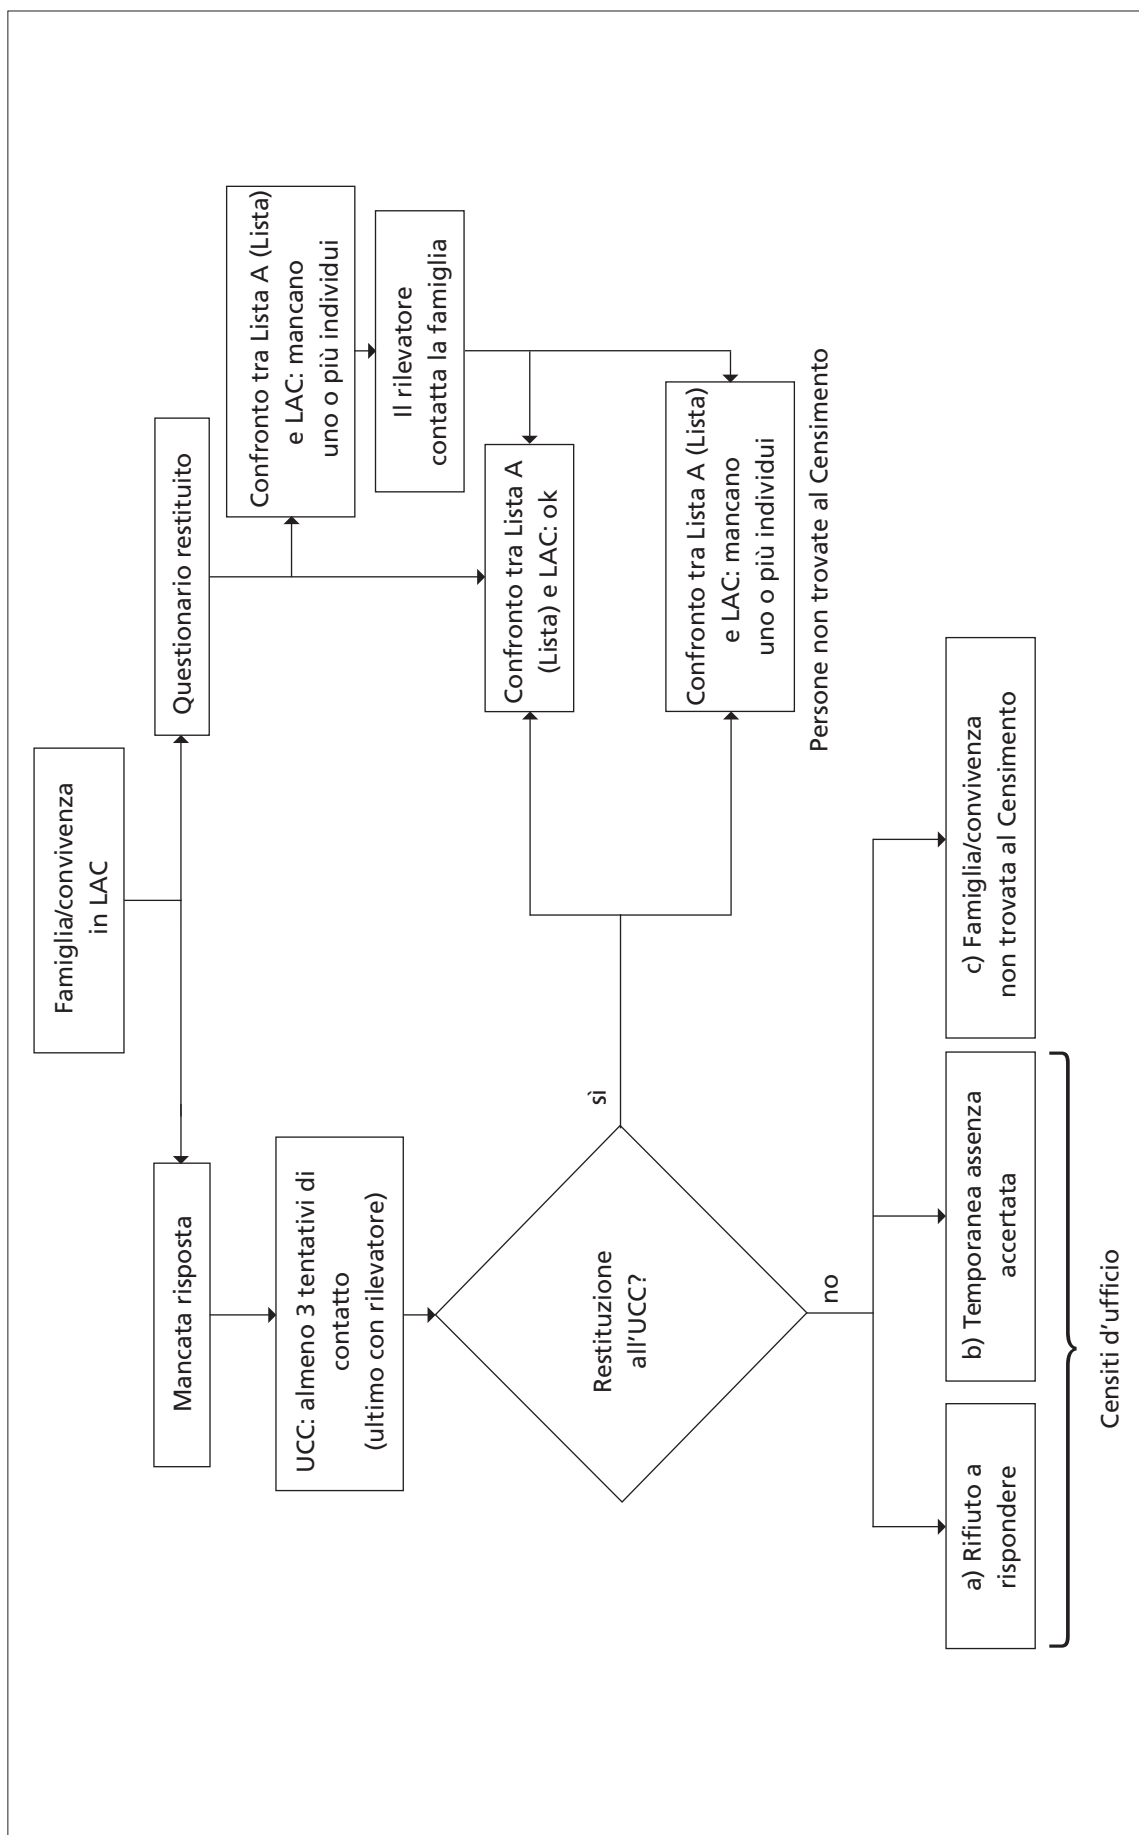 Famiglia/convivenza
in LAC
Mancata risposta
Questionario restituito
UCC: almeno 3 tentativi di
contatto
(ultimo con rilevatore)
Confronto tra Lista A (Lista)
e LAC: mancano
uno o più individui
Il rilevatore
contatta la famiglia
Restituzione
all'UCC?
sì
Confronto tra Lista A
(Lista) e LAC: ok
Confronto tra Lista A (Lista)
e LAC: mancano
uno o più individui
Persone non trovate al Censimento
no
a) Rifiuto a
rispondere
b) Temporanea assenza
accertata
c) Famiglia/convivenza
non trovata al Censimento
Censiti d'ufficio